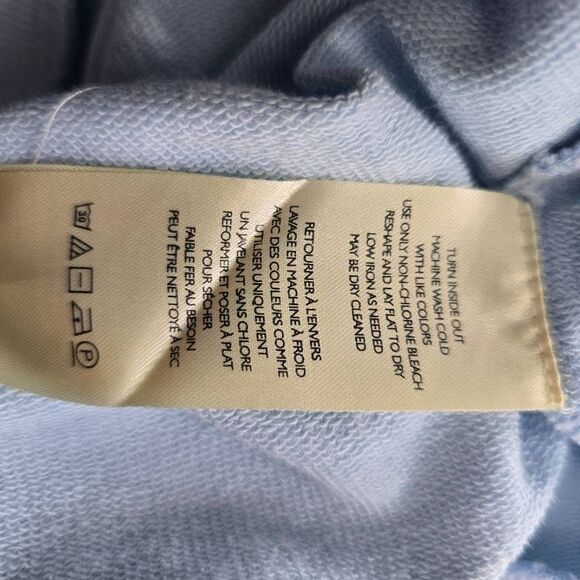 TURN INSIDE OUT
MACHINE WASH COLD
WITH LIKE COLORS
USE ONLY NON-CHLORINE BLEACH
RESHAPE AND LAY FLAT TO DRY
LOW IRON AS NEEDED
MAY BE DRY CLEANED
RETOURNER À L'ENVERS
LAVAGE EN MACHINE À FROID
AVEC DES COULEURS COMME
UTILISER UNIQUEMENT
UN JAVELANT SANS CHLORE
REFORMER ET POSER À PLAT
POUR SÉCHER
FAIBLE FER AU BESOIN
PEUT ÊTRE NETTOYÉ À SEC
30 P